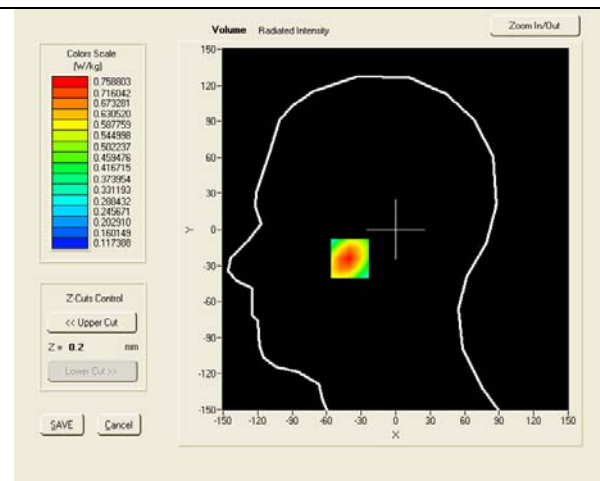 Volume Radiated Intensity
Zoom In/Out
Colors Scale
(W/kg)
0.758803
0.716042
0.673281
0.630520
0.587759
0.544998
0.502237
0.459476
0.416715
0.373954
0.331193
0.288432
0.245671
0.202910
0.160149
0.117388
Z-Cuts Control
<< Upper Cut
Z = 0.2 mm
Lower Cut >>
SAVE Cancel
150
120
90
60
30
Y 0
-30
-60
-90
-120
-150
-150 -120 -90 -60 -30 0 30 60 90 120 150
X